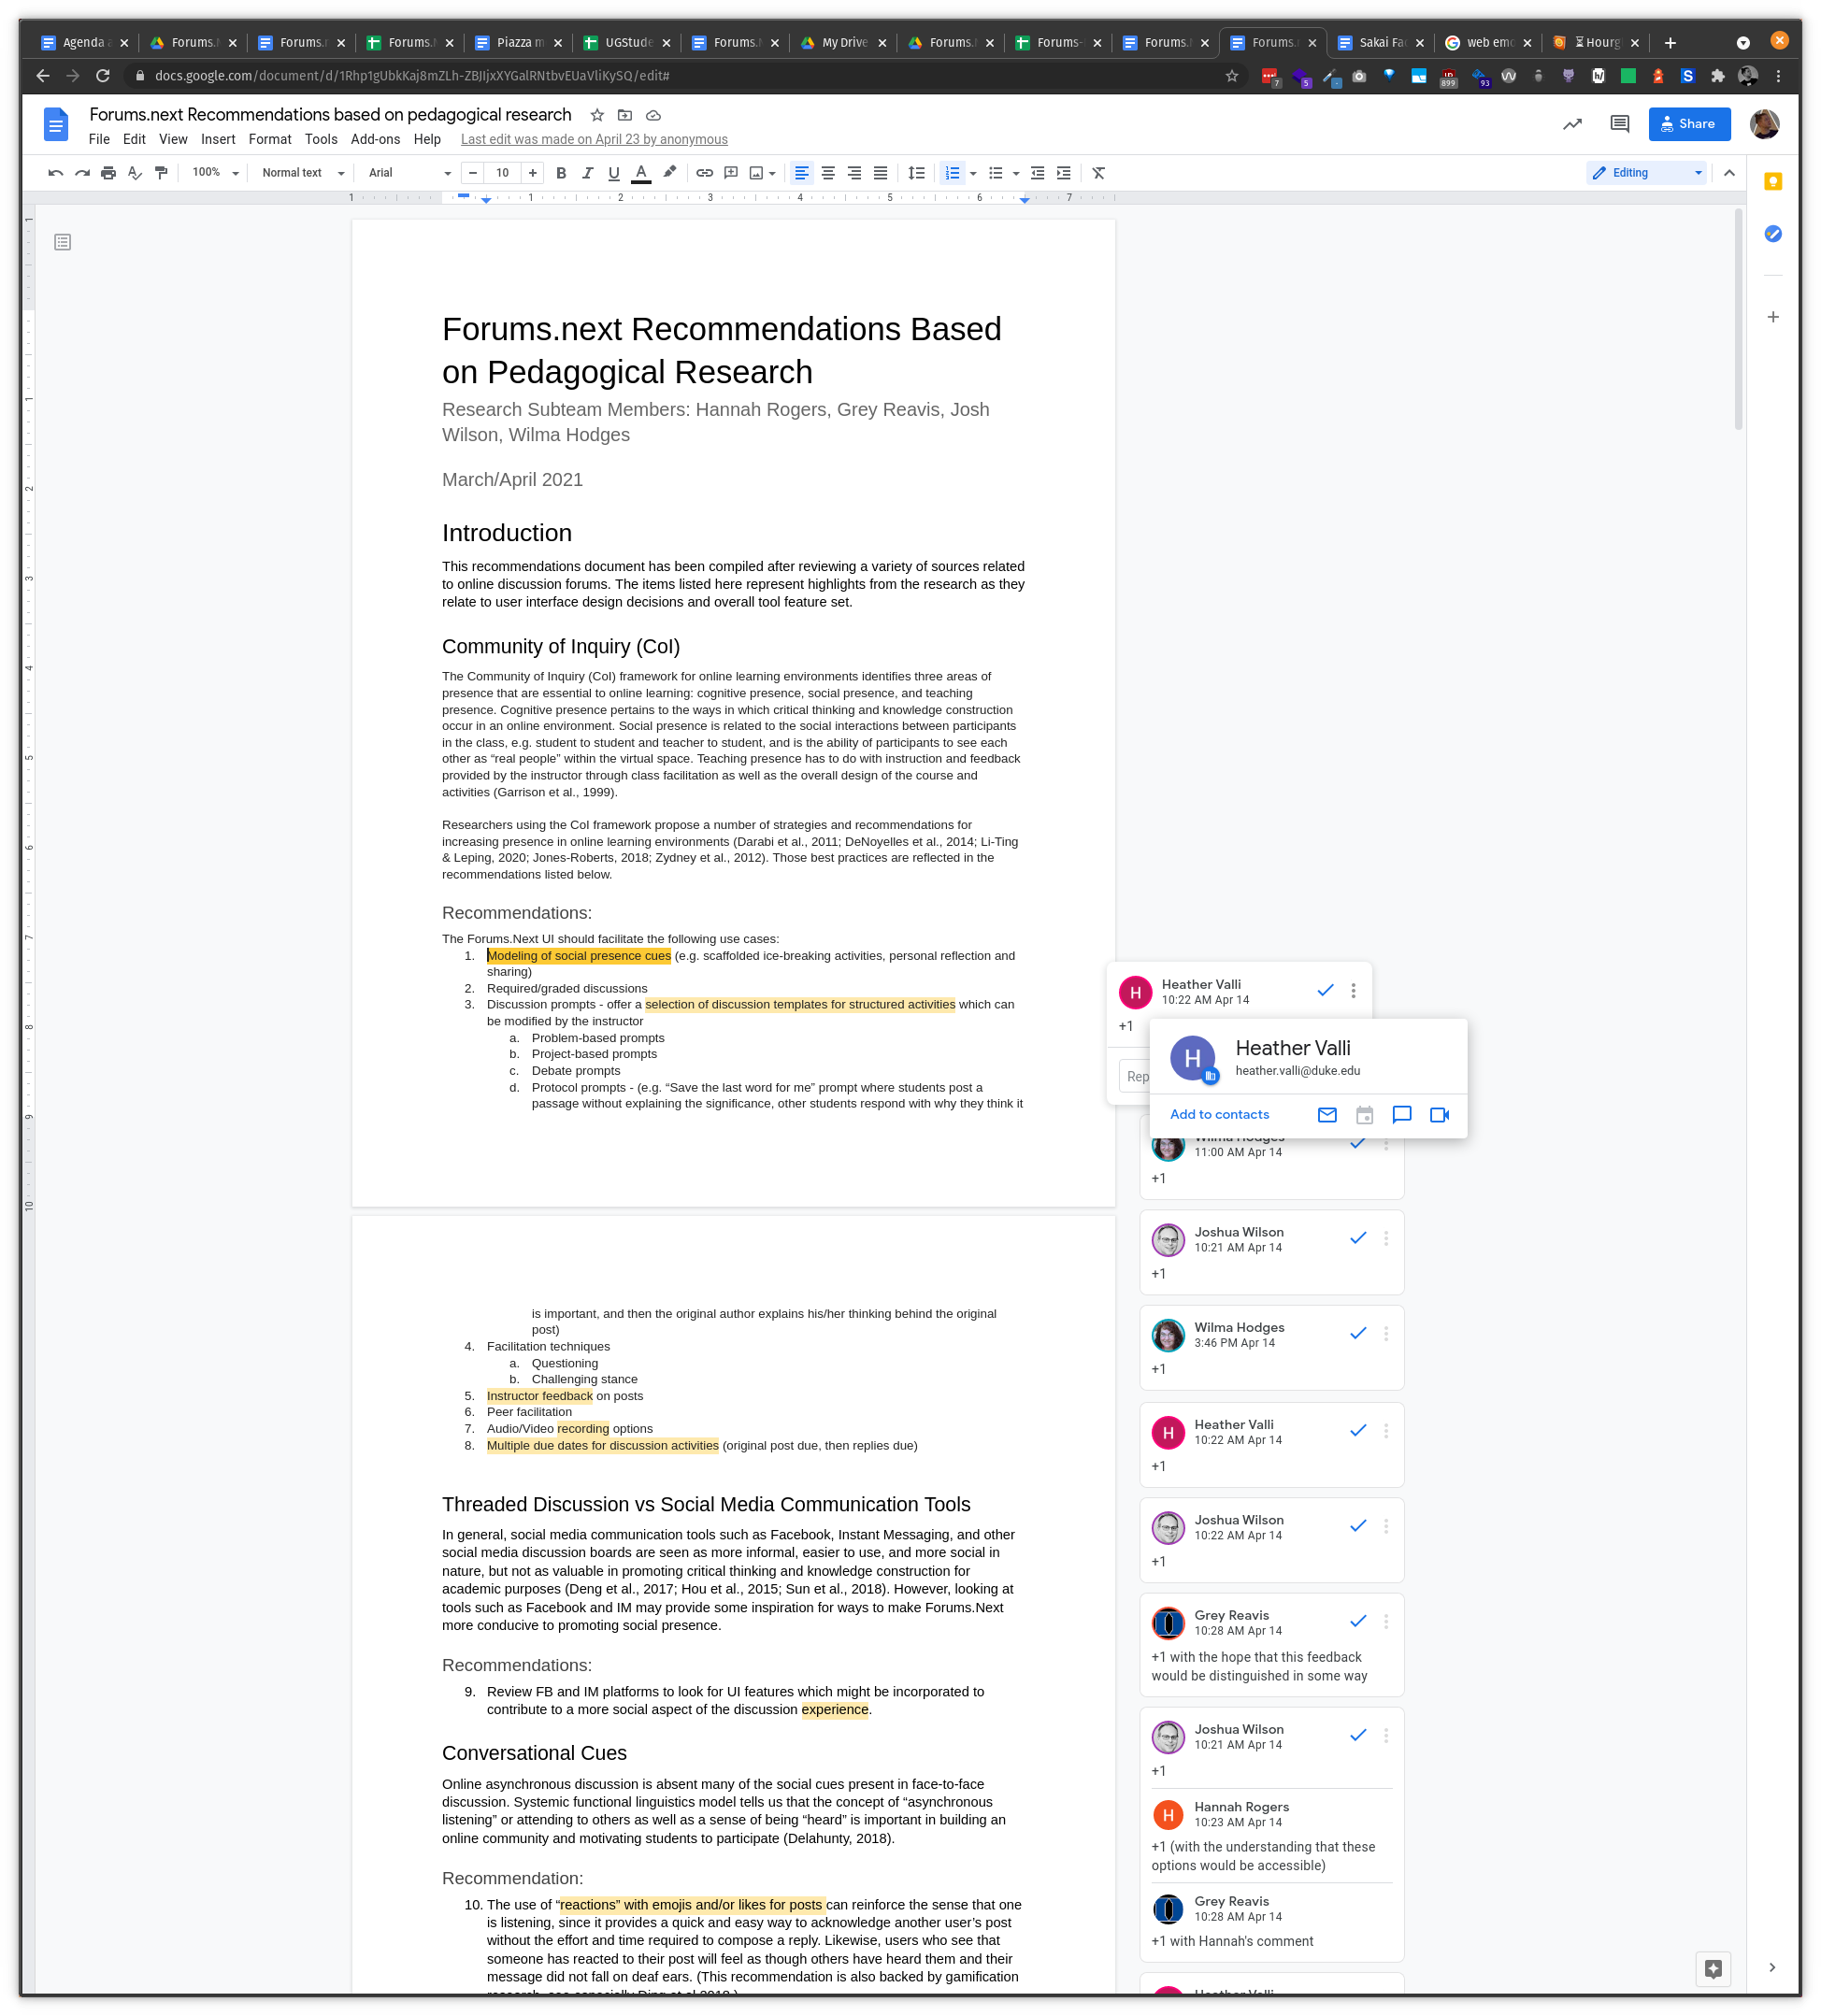 Agenda
Forums.
Forums.
Forums.
Piazza m
UGStude
Forums.
My Drive
Forums.
Forums-
Forums.
Forums.
Sakai Fac
web emo
Hourg
docs.google.com/document/d/1Rhp1gUbkKaj8mZLh-ZBJIjxXYGalRNtbvEUaVliKySQ/edit#
7
5
899
93
Forums.next Recommendations based on pedagogical research
File Edit View Insert Format Tools Add-ons Help Last edit was made on April 23 by anonymous
Share
100% Normal text Arial 10 B I U A Editing
1 1 2 3 4 5 6 7
Forums.next Recommendations Based
on Pedagogical Research
Research Subteam Members: Hannah Rogers, Grey Reavis, Josh
Wilson, Wilma Hodges
March/April 2021
Introduction
This recommendations document has been compiled after reviewing a variety of sources related
to online discussion forums. The items listed here represent highlights from the research as they
relate to user interface design decisions and overall tool feature set.
Community of Inquiry (CoI)
The Community of Inquiry (CoI) framework for online learning environments identifies three areas of
presence that are essential to online learning: cognitive presence, social presence, and teaching
presence. Cognitive presence pertains to the ways in which critical thinking and knowledge construction
occur in an online environment. Social presence is related to the social interactions between participants
in the class, e.g. student to student and teacher to student, and is the ability of participants to see each
other as “real people” within the virtual space. Teaching presence has to do with instruction and feedback
provided by the instructor through class facilitation as well as the overall design of the course and
activities (Garrison et al., 1999).
Researchers using the CoI framework propose a number of strategies and recommendations for
increasing presence in online learning environments (Darabi et al., 2011; DeNoyelles et al., 2014; Li-Ting
& Leping, 2020; Jones-Roberts, 2018; Zydney et al., 2012). Those best practices are reflected in the
recommendations listed below.
Recommendations:
The Forums.Next UI should facilitate the following use cases:
1. Modeling of social presence cues (e.g. scaffolded ice-breaking activities, personal reflection and
sharing)
2. Required/graded discussions
3. Discussion prompts - offer a selection of discussion templates for structured activities which can
be modified by the instructor
a. Problem-based prompts
b. Project-based prompts
c. Debate prompts
d. Protocol prompts - (e.g. “Save the last word for me” prompt where students post a
passage without explaining the significance, other students respond with why they think it
is important, and then the original author explains his/her thinking behind the original
post)
4. Facilitation techniques
a. Questioning
b. Challenging stance
5. Instructor feedback on posts
6. Peer facilitation
7. Audio/Video recording options
8. Multiple due dates for discussion activities (original post due, then replies due)
Threaded Discussion vs Social Media Communication Tools
In general, social media communication tools such as Facebook, Instant Messaging, and other
social media discussion boards are seen as more informal, easier to use, and more social in
nature, but not as valuable in promoting critical thinking and knowledge construction for
academic purposes (Deng et al., 2017; Hou et al., 2015; Sun et al., 2018). However, looking at
tools such as Facebook and IM may provide some inspiration for ways to make Forums.Next
more conducive to promoting social presence.
Recommendations:
9. Review FB and IM platforms to look for UI features which might be incorporated to
contribute to a more social aspect of the discussion experience.
Conversational Cues
Online asynchronous discussion is absent many of the social cues present in face-to-face
discussion. Systemic functional linguistics model tells us that the concept of “asynchronous
listening” or attending to others as well as a sense of being “heard” is important in building an
online community and motivating students to participate (Delahunty, 2018).
Recommendation:
10. The use of “reactions” with emojis and/or likes for posts can reinforce the sense that one
is listening, since it provides a quick and easy way to acknowledge another user’s post
without the effort and time required to compose a reply. Likewise, users who see that
someone has reacted to their post will feel as though others have heard them and their
message did not fall on deaf ears. (This recommendation is also backed by gamification
research, see especially Ding et al 2018.)
H Heather Valli
10:22 AM Apr 14
+1
Rep
H Heather Valli
heather.valli@duke.edu
Add to contacts
Wilma Hodges
11:00 AM Apr 14
+1
Joshua Wilson
10:21 AM Apr 14
+1
Wilma Hodges
3:46 PM Apr 14
+1
H Heather Valli
10:22 AM Apr 14
+1
Joshua Wilson
10:22 AM Apr 14
+1
Grey Reavis
10:28 AM Apr 14
+1 with the hope that this feedback
would be distinguished in some way
Joshua Wilson
10:21 AM Apr 14
+1
H Hannah Rogers
10:23 AM Apr 14
+1 (with the understanding that these
options would be accessible)
Grey Reavis
10:28 AM Apr 14
+1 with Hannah's comment
Heather Valli